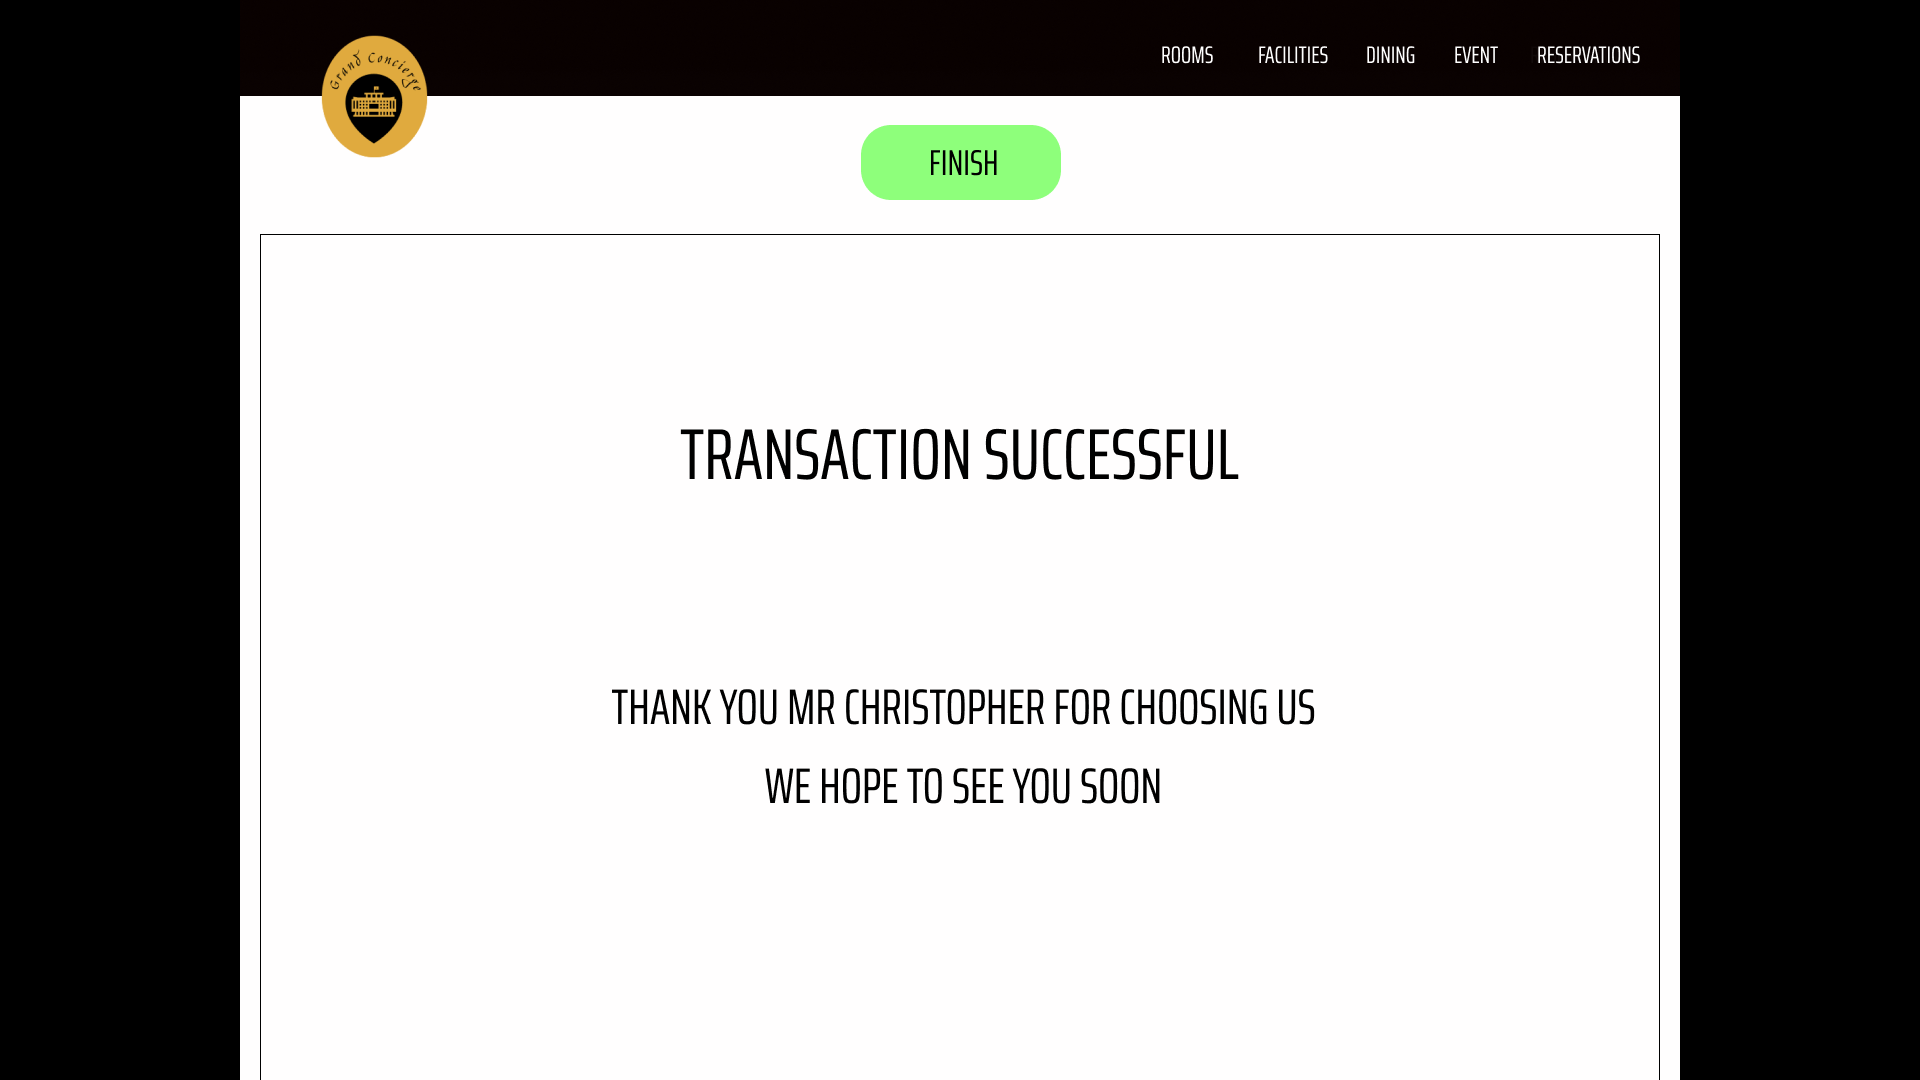 Grand Concierge
ROOMS FACILITIES DINING EVENT RESERVATIONS
FINISH
TRANSACTION SUCCESSFUL
THANK YOU MR CHRISTOPHER FOR CHOOSING US
WE HOPE TO SEE YOU SOON